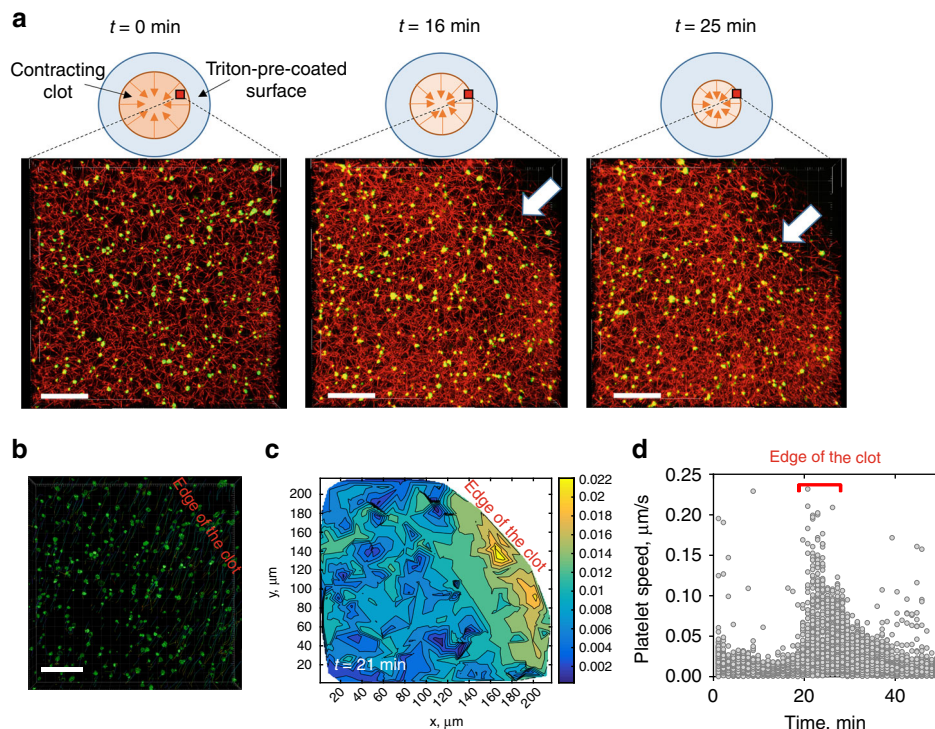 a
t = 0 min
t = 16 min
t = 25 min
Contracting
clot
Triton-pre-coated
surface
b
Edge of the clot
c
220
200
180
160
140
120
100
80
60
40
20
y, μm
t = 21 min
Edge of the clot
20
40
60
80
100
120
140
160
180
200
x, μm
0.022
0.020
0.018
0.016
0.014
0.012
0.010
0.008
0.006
0.004
0.002
d
Edge of the clot
0.25
0.20
0.15
0.10
0.05
0.00
Platelet speed, μm/s
0
20
40
Time, min